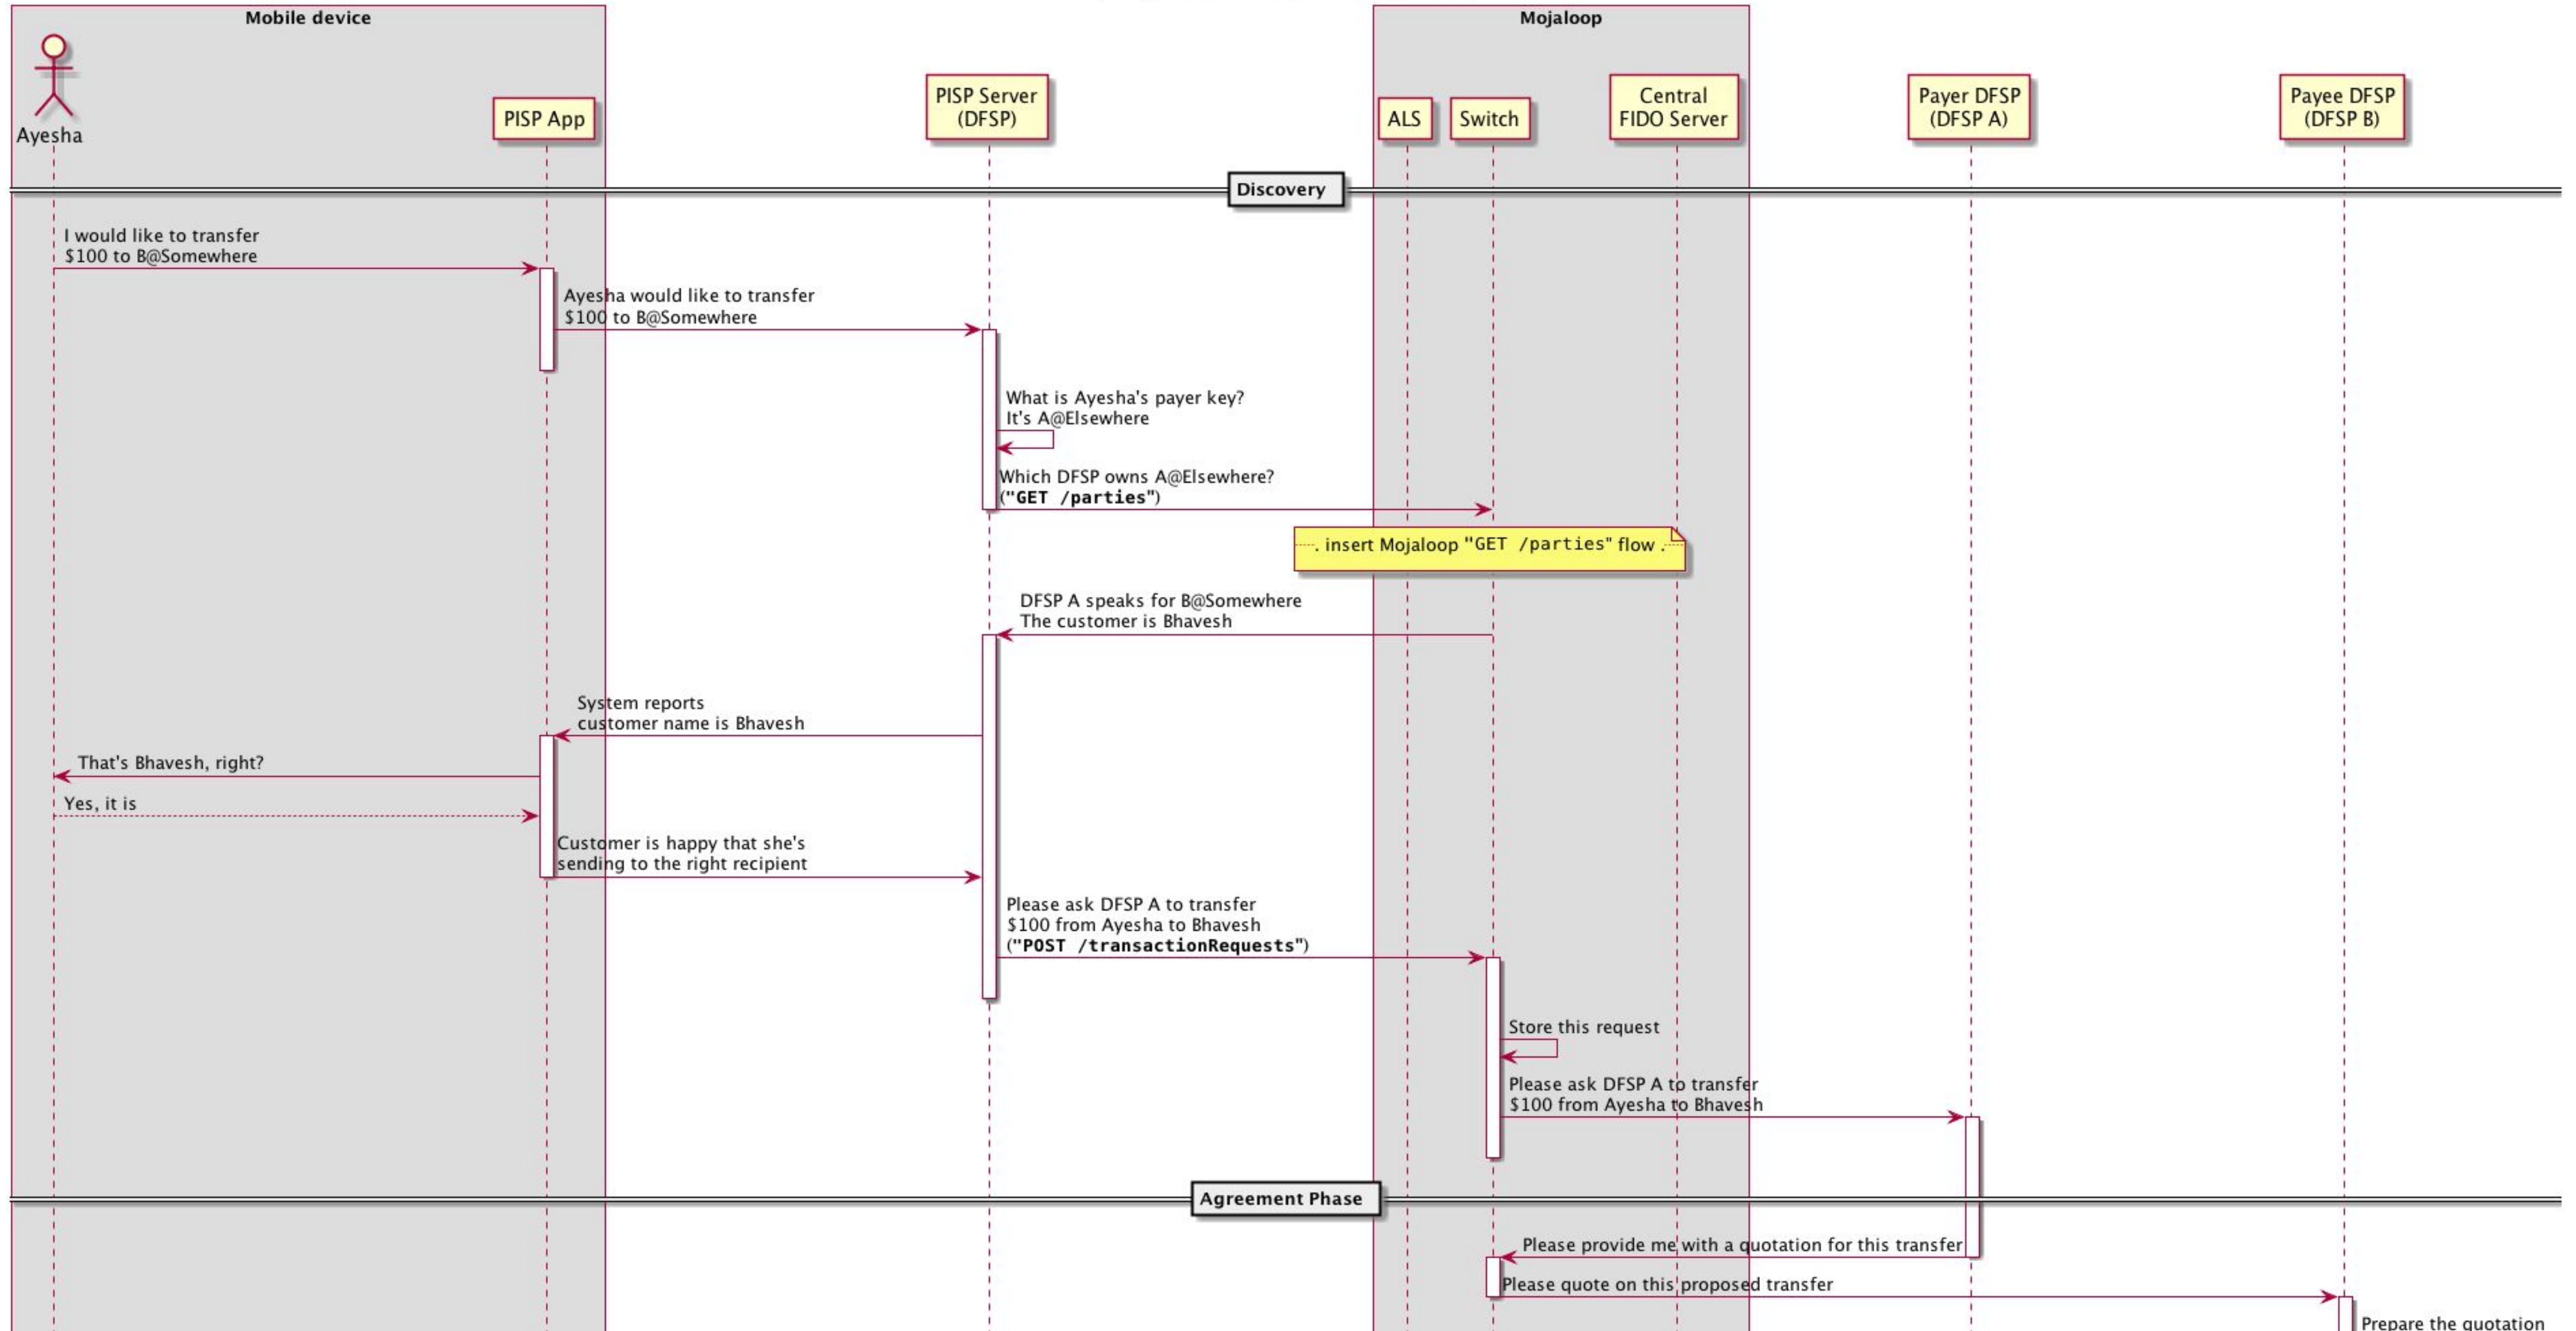 Mobile device
Mojaloop
Ayesha
PISP App
PISP Server
(DFSP)
ALS
Switch
Central
FIDO Server
Payer DFSP
(DFSP A)
Payee DFSP
(DFSP B)
Discovery
I would like to transfer
$100 to B@Somewhere
Ayesha would like to transfer
$100 to B@Somewhere
What is Ayesha's payer key?
It's A@Elsewhere
Which DFSP owns A@Elsewhere?
("GET /parties")
. insert Mojaloop "GET /parties" flow .
DFSP A speaks for B@Somewhere
The customer is Bhavesh
System reports
customer name is Bhavesh
That's Bhavesh, right?
Yes, it is
Customer is happy that she's
sending to the right recipient
Please ask DFSP A to transfer
$100 from Ayesha to Bhavesh
("POST /transactionRequests")
Store this request
Please ask DFSP A to transfer
$100 from Ayesha to Bhavesh
Agreement Phase
Please provide me with a quotation for this transfer
Please quote on this proposed transfer
Prepare the quotation